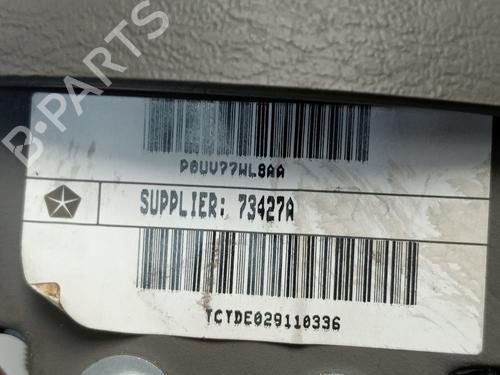 B-PARTS
P0UV77WL8AA
SUPPLIER: 73427A
TCYDE029110336